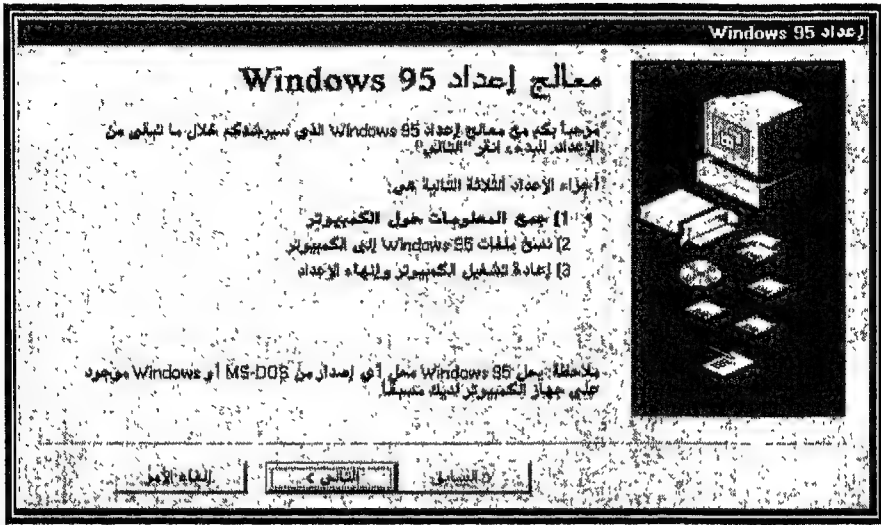 إعداد Windows 95
معالج إعداد Windows 95
مرحباً بكم مع معالج إعداد Windows 95 الذي سيرشدكم خلال ما تبقى من
الإعداد. للبدء، انقر "التالي".
أجزاء الإعداد الثلاثة التالية هي:
1) جمع المعلومات حول الكمبيوتر
2) نسخ ملفات Windows 95 إلى الكمبيوتر
3) إعادة تشغيل الكمبيوتر وإنهاء الإعداد
ملاحظة: يحل Windows 95 محل أي إصدار من MS-DOS أو Windows موجود
على جهاز الكمبيوتر لديك مسبقاً.
< السابق
التالي >
إلغاء الأمر